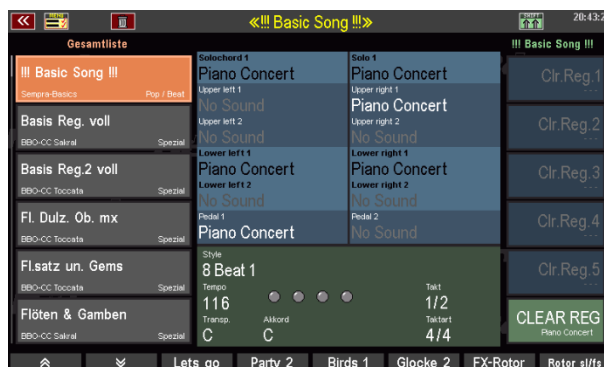 MENU
«!!! Basic Song !!!»
SHIFT
20:43:2
Gesamtliste
!!! Basic Song !!!
Sempra-Basics Pop / Beat
Basis Reg. voll
BBO-CC Sakral Spezial
Basis Reg.2 voll
BBO-CC Toccata Spezial
Fl. Dulz. Ob. mx
BBO-CC Toccata Spezial
Fl.satz un. Gems
BBO-CC Toccata Spezial
Flöten & Gamben
BBO-CC Sakral Spezial
Solochord 1 Solo 1
Piano Concert Piano Concert
Upper left 1 Upper right 1
No Sound Piano Concert
Upper left 2 Upper right 2
No Sound No Sound
Lower left 1 Lower right 1
Piano Concert Piano Concert
Lower left 2 Lower right 2
No Sound No Sound
Pedal 1 Pedal 2
Piano Concert No Sound
Style
8 Beat 1
Tempo Takt
116 1/2
Transp. Akkord Taktart
C C 4/4
!!! Basic Song !!!
Clr.Reg.1
---
Clr.Reg.2
---
Clr.Reg.3
---
Clr.Reg.4
---
Clr.Reg.5
---
CLEAR REG
Piano Concert
Lets go Party 2 Birds 1 Glocke 2 FX-Rotor Rotor sl/fs